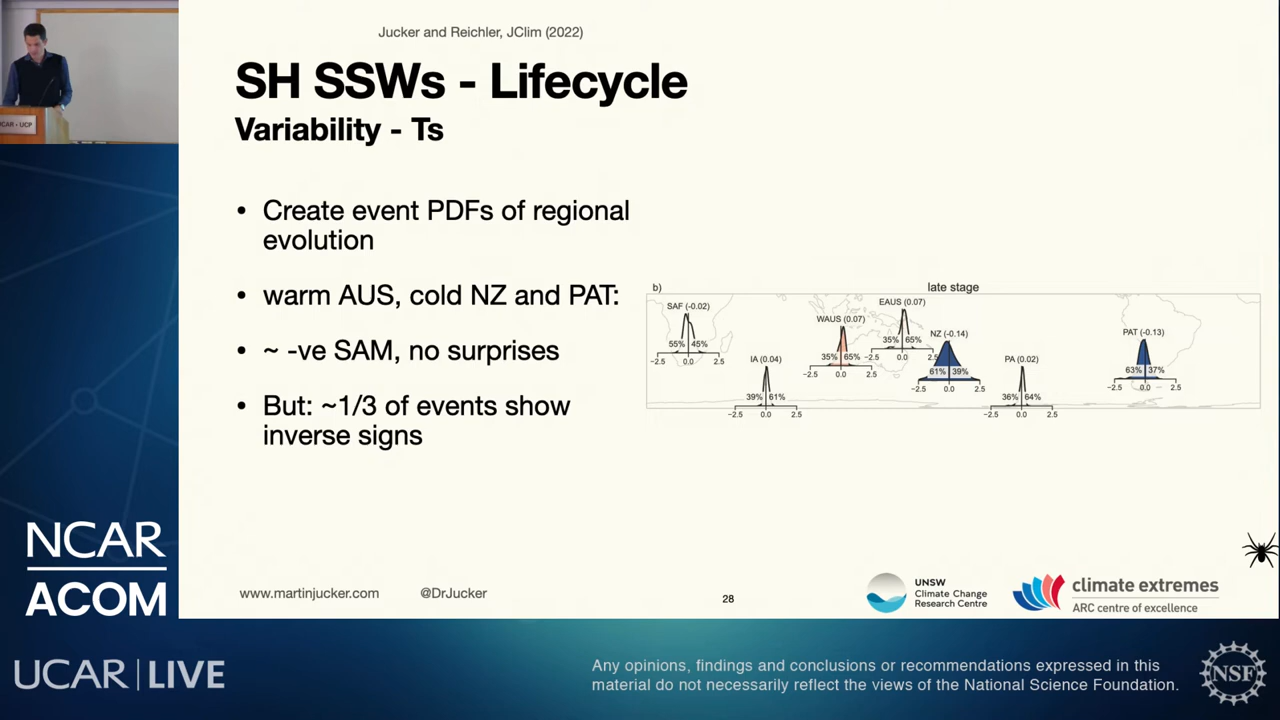 Jucker and Reichler, JClim (2022)
SH SSWs - Lifecycle
Variability - Ts
• Create event PDFs of regional
evolution
• warm AUS, cold NZ and PAT:
• ~ -ve SAM, no surprises
• But: ~1/3 of events show
inverse signs
b)
late stage
SAF (-0.02)
55% 45%
-2.5 0.0 2.5
IA (0.04)
39% 61%
-2.5 0.0 2.5
WAUS (0.07)
35% 65%
-2.5 0.0 2.5
EAUS (0.07)
35% 65%
-2.5 0.0 2.5
NZ (-0.14)
61% 39%
-2.5 0.0 2.5
PA (0.02)
36% 64%
-2.5 0.0 2.5
PAT (-0.13)
63% 37%
-2.5 0.0 2.5
www.martinjucker.com @DrJucker
28
UNSW
Climate Change
Research Centre
climate extremes
ARC centre of excellence
UCAR - UCP
NCAR
ACOM
UCAR | LIVE
Any opinions, findings and conclusions or recommendations expressed in this
material do not necessarily reflect the views of the National Science Foundation.
NSF